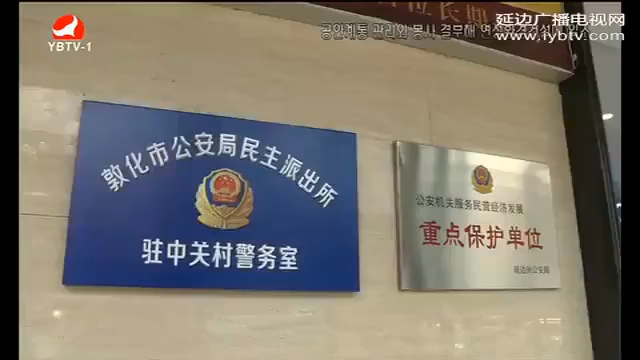 延边广播电视网
www.iybtv.com
YBTV-1
敦化市公安局民主派出所
驻中关村警务室
公安机关服务民营经济发展
重点保护单位
延边州公安局